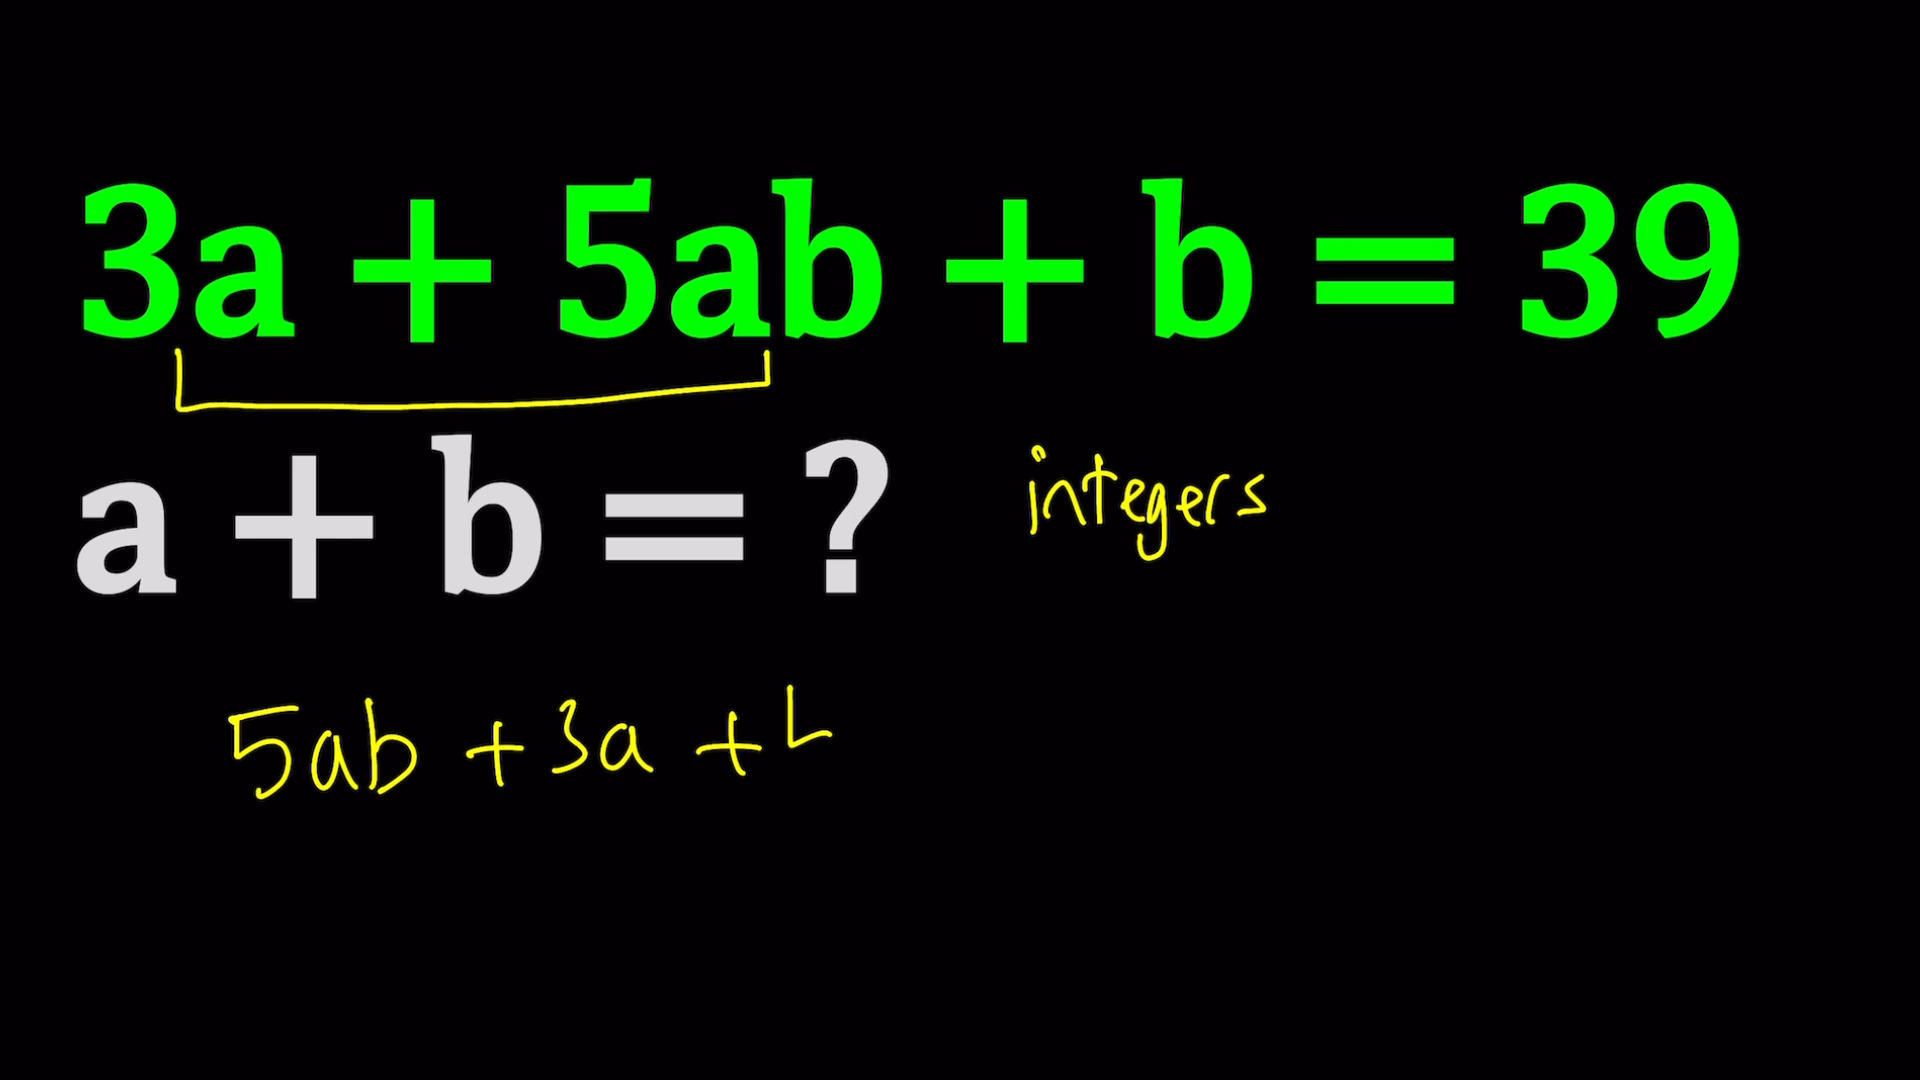 3a + 5ab + b = 39
a + b = ?
integers
5ab + 3a +